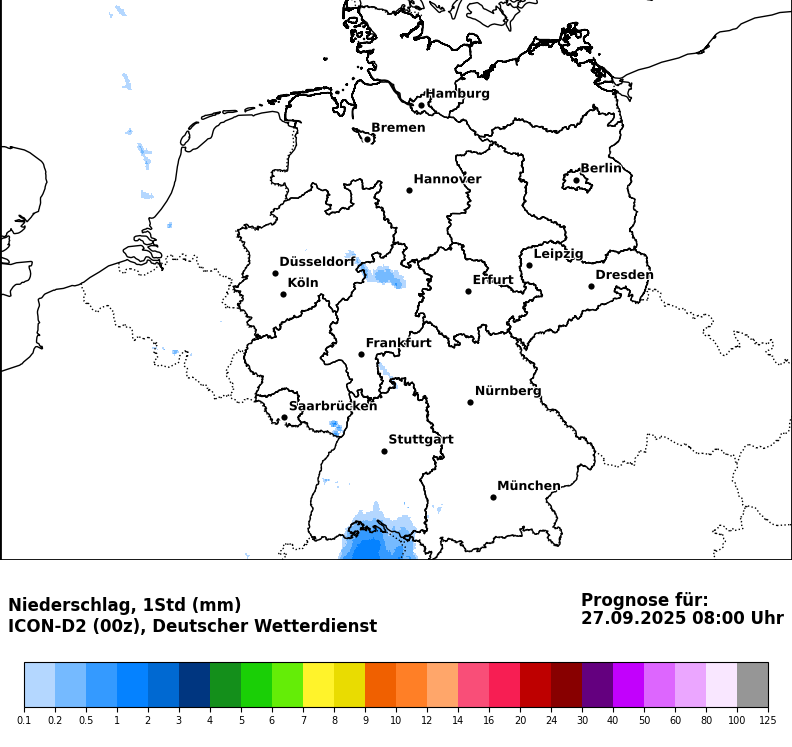 Hamburg
Bremen
Berlin
Hannover
Leipzig
Düsseldorf
Dresden
Köln
Erfurt
Frankfurt
Nürnberg
Saarbrücken
Stuttgart
München
Niederschlag, 1Std (mm)
ICON-D2 (00z), Deutscher Wetterdienst
Prognose für:
27.09.2025 08:00 Uhr
0.1 0.2 0.5 1 2 3 4 5 6 7 8 9 10 12 14 16 20 24 30 40 50 60 80 100 125